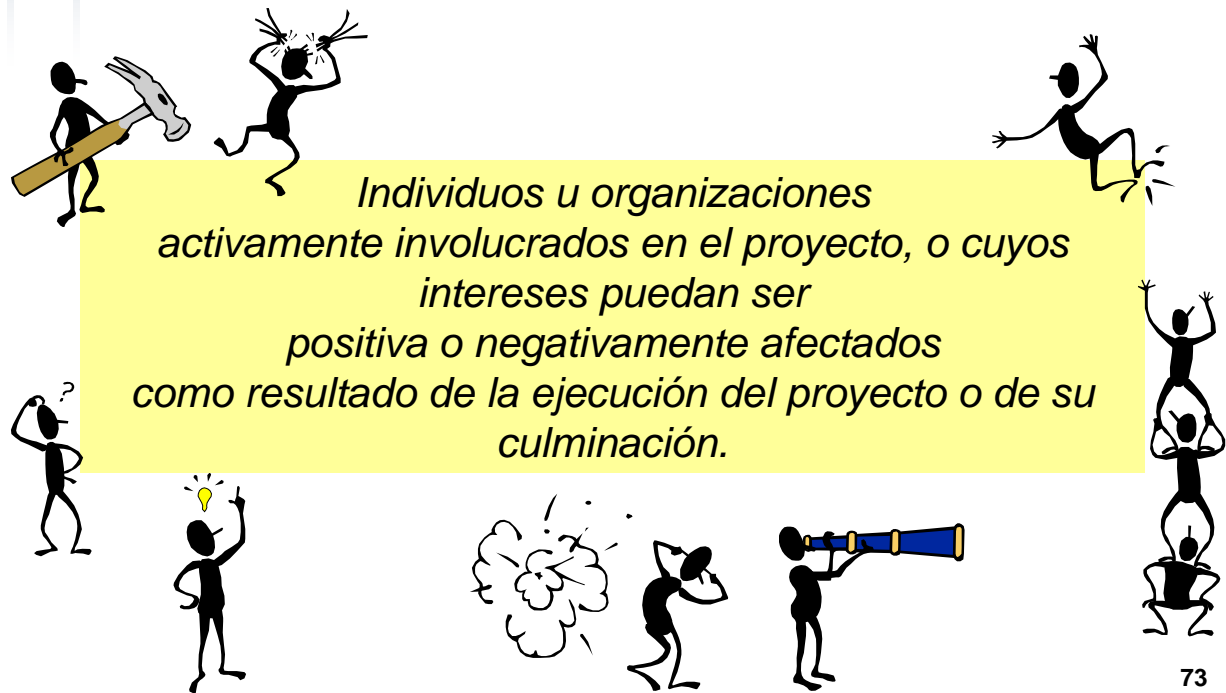 Individuos u organizaciones
activamente involucrados en el proyecto, o cuyos
intereses puedan ser
positiva o negativamente afectados
como resultado de la ejecución del proyecto o de su
culminación.
?
73